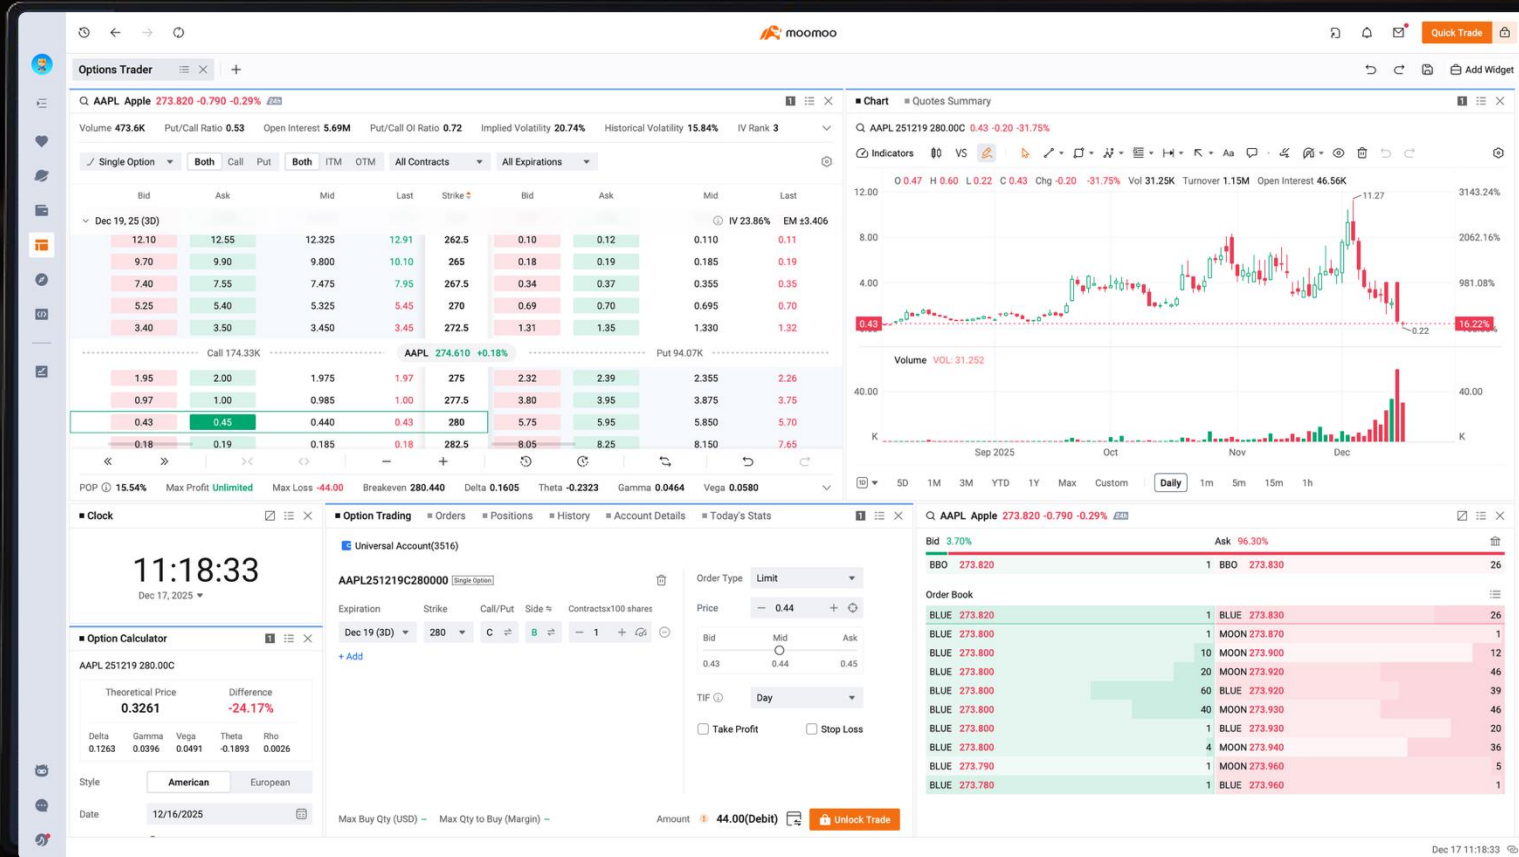 moomoo
Quick Trade
Options Trader
Add Widget
AAPL Apple 273.820 -0.790 -0.29% 24h
1
Volume 473.6K Put/Call Ratio 0.53 Open Interest 5.69M Put/Call OI Ratio 0.72 Implied Volatility 20.74% Historical Volatility 15.84% IV Rank 3
Single Option Both Call Put Both ITM OTM All Contracts All Expirations
Bid Ask Mid Last Strike Bid Ask Mid Last
Dec 19, 25 (3D) IV 23.86% EM ±3.406
12.10 12.55 12.325 12.91 262.5 0.10 0.12 0.110 0.11
9.70 9.90 9.800 10.10 265 0.18 0.19 0.185 0.19
7.40 7.55 7.475 7.95 267.5 0.34 0.37 0.355 0.35
5.25 5.40 5.325 5.45 270 0.69 0.70 0.695 0.70
3.40 3.50 3.450 3.45 272.5 1.31 1.35 1.330 1.32
Call 174.33K AAPL 274.610 +0.18% Put 94.07K
1.95 2.00 1.975 1.97 275 2.32 2.39 2.355 2.26
0.97 1.00 0.985 1.00 277.5 3.80 3.95 3.875 3.75
0.43 0.45 0.440 0.43 280 5.75 5.95 5.850 5.70
0.18 0.19 0.185 0.18 282.5 8.05 8.25 8.150 7.65
POP 15.54% Max Profit Unlimited Max Loss -44.00 Breakeven 280.440 Delta 0.1605 Theta -0.2323 Gamma 0.0464 Vega 0.0580
Chart Quotes Summary
1
AAPL 251219 280.00C 0.43 -0.20 -31.75%
Indicators VS Aa
O 0.47 H 0.60 L 0.22 C 0.43 Chg -0.20 -31.75% Vol 31.25K Turnover 1.15M Open Interest 46.56K
12.00 3143.24%
11.27
8.00 2062.16%
4.00 981.08%
0.43 16.22%
0.22
Volume VOL: 31.252
40.00 40.00
K K
Sep 2025 Oct Nov Dec
1D 5D 1M 3M YTD 1Y Max Custom Daily 1m 5m 15m 1h
Clock
11:18:33
Dec 17, 2025
Option Calculator
1
AAPL 251219 280.00C
Theoretical Price Difference
0.3261 -24.17%
Delta Gamma Vega Theta Rho
0.1263 0.0396 0.0491 -0.1893 0.0026
Style American European
Date 12/16/2025
Option Trading Orders Positions History Account Details Today's Stats
1
Universal Account(3516)
AAPL251219C280000 Single Option
Expiration Strike Call/Put Side Contractsx100 shares
Dec 19 (3D) 280 C B − 1 +
+ Add
Order Type Limit
Price − 0.44 +
Bid Mid Ask
0.43 0.44 0.45
TIF Day
Take Profit Stop Loss
Max Buy Qty (USD) – Max Qty to Buy (Margin) – Amount 44.00(Debit) Unlock Trade
AAPL Apple 273.820 -0.790 -0.29% 24h
Bid 3.70% Ask 96.30%
BBO 273.820 1 BBO 273.830 26
Order Book
BLUE 273.820 1 BLUE 273.830 26
BLUE 273.800 1 MOON 273.870 1
BLUE 273.800 10 MOON 273.900 12
BLUE 273.800 20 MOON 273.920 46
BLUE 273.800 60 BLUE 273.920 39
BLUE 273.800 40 MOON 273.930 46
BLUE 273.800 1 BLUE 273.930 20
BLUE 273.800 4 MOON 273.940 36
BLUE 273.790 1 MOON 273.960 5
BLUE 273.780 1 BLUE 273.960 1
Dec 17 11:18:33